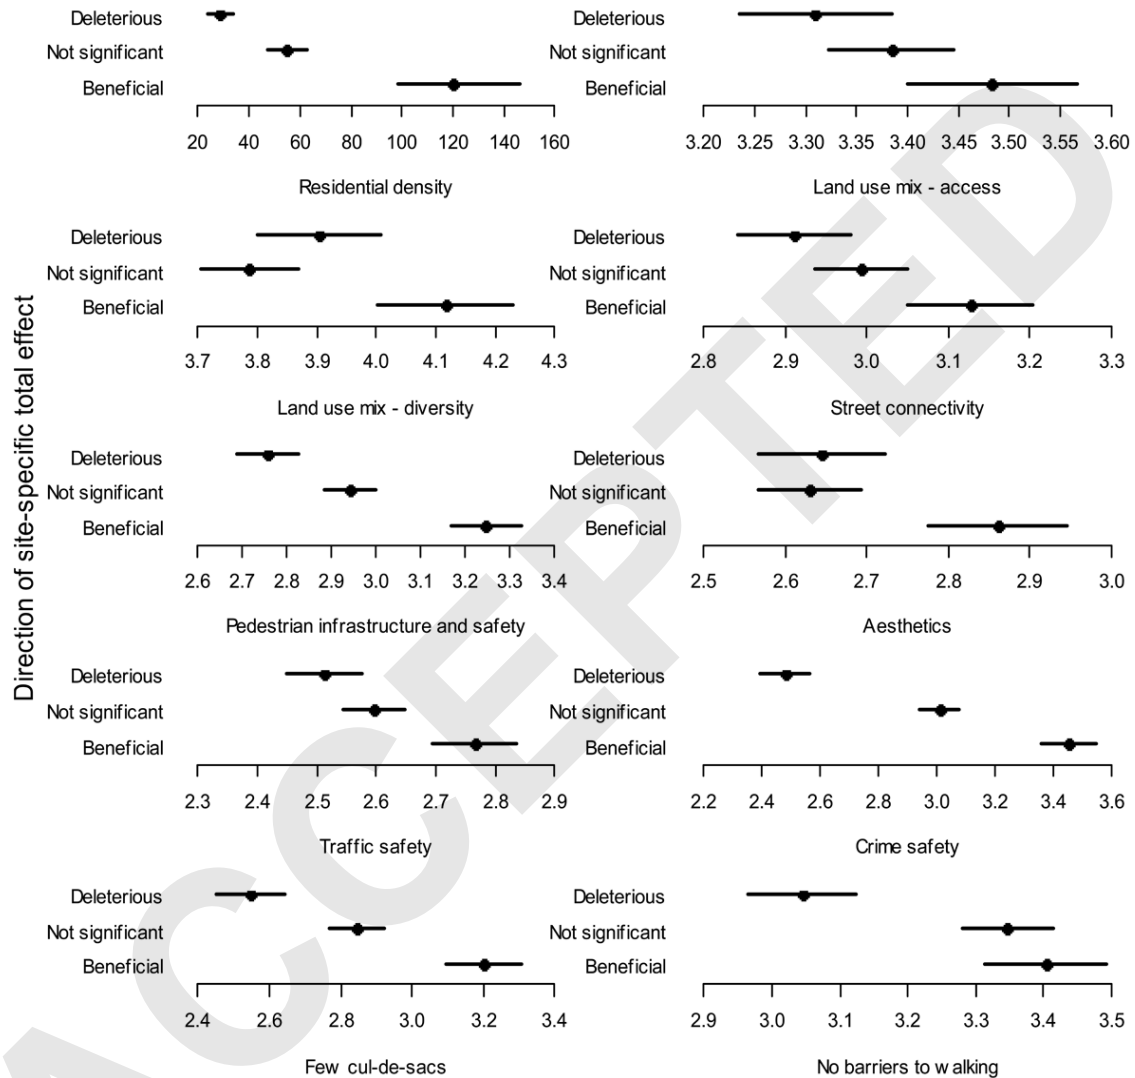 Deleterious
Not significant
Beneficial
20 40 60 80 100 120 140 160
Residential density
Deleterious
Not significant
Beneficial
3.20 3.25 3.30 3.35 3.40 3.45 3.50 3.55 3.60
Land use mix - access
Deleterious
Not significant
Beneficial
3.7 3.8 3.9 4.0 4.1 4.2 4.3
Land use mix - diversity
Deleterious
Not significant
Beneficial
2.8 2.9 3.0 3.1 3.2 3.3
Street connectivity
Direction of site-specific total effect
Deleterious
Not significant
Beneficial
2.6 2.7 2.8 2.9 3.0 3.1 3.2 3.3 3.4
Pedestrian infrastructure and safety
Deleterious
Not significant
Beneficial
2.5 2.6 2.7 2.8 2.9 3.0
Aesthetics
Deleterious
Not significant
Beneficial
2.3 2.4 2.5 2.6 2.7 2.8 2.9
Traffic safety
Deleterious
Not significant
Beneficial
2.2 2.4 2.6 2.8 3.0 3.2 3.4 3.6
Crime safety
Deleterious
Not significant
Beneficial
2.4 2.6 2.8 3.0 3.2 3.4
Few cul-de-sacs
Deleterious
Not significant
Beneficial
2.9 3.0 3.1 3.2 3.3 3.4 3.5
No barriers to walking
ACCEPTED